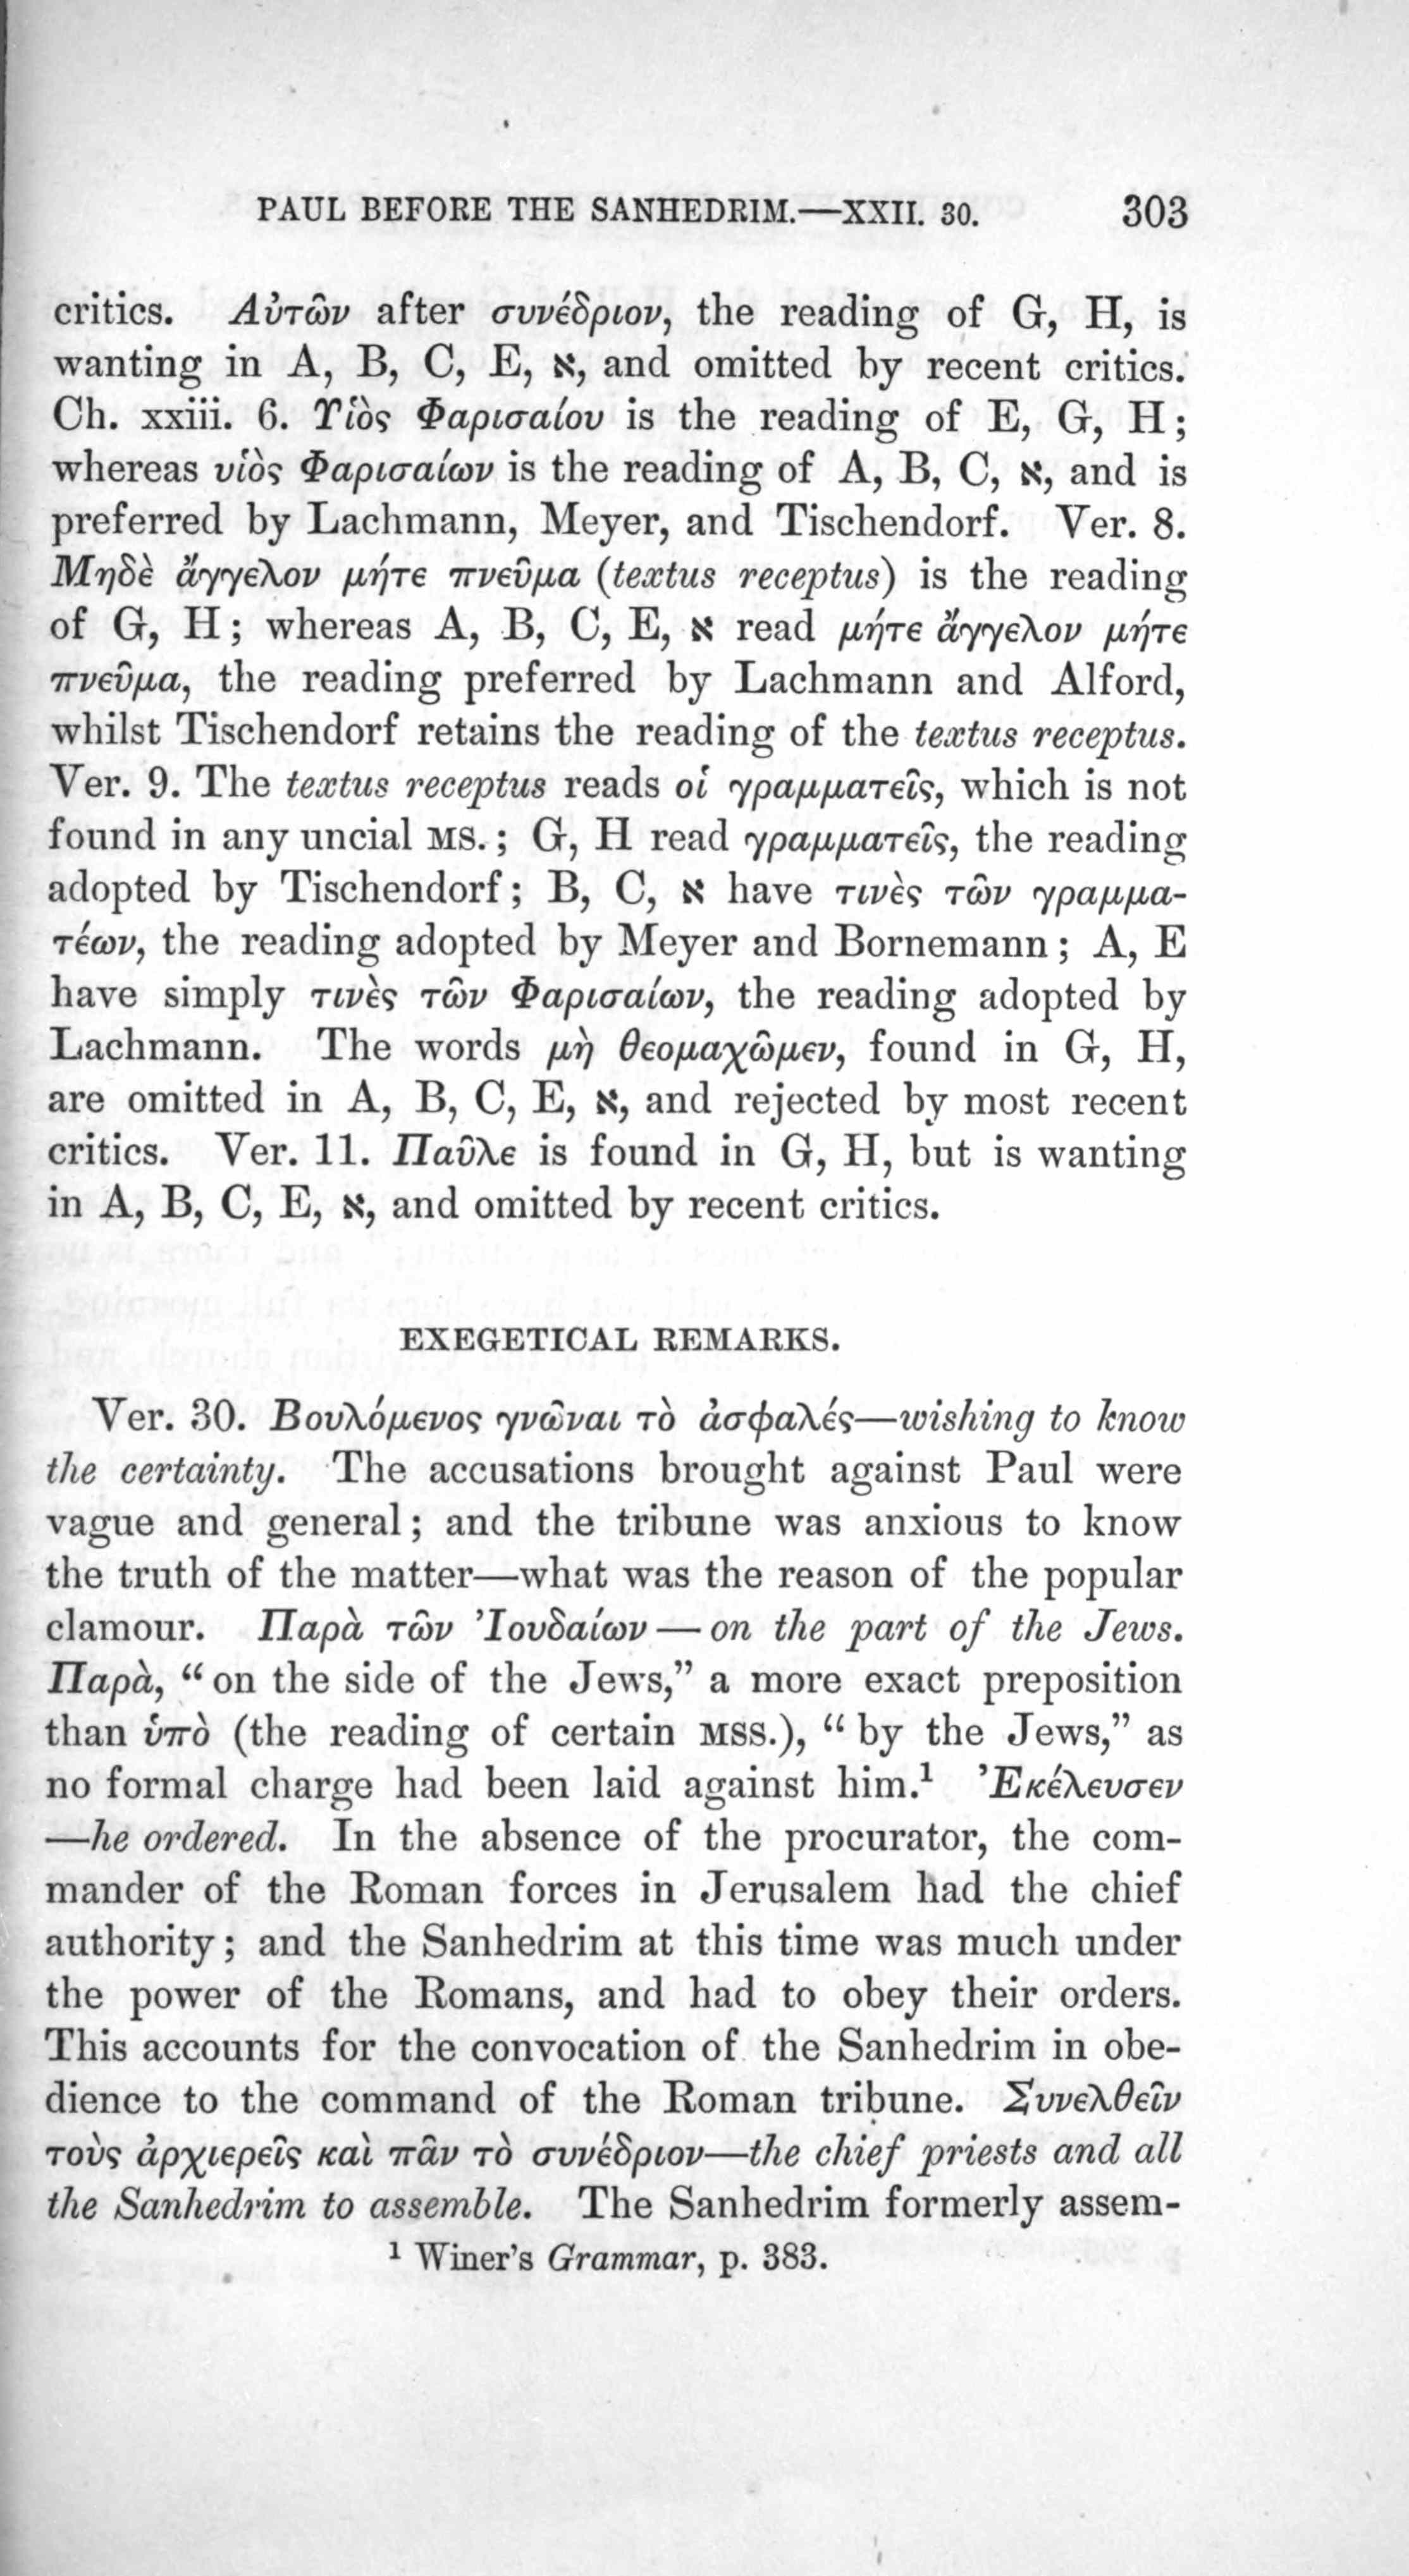 PAUL BEFORE THE SANHEDRIM.—XXII. 30. 303
critics. Αὐτῶν after συνέδριον, the reading of G, H, is
wanting in A, B, C, E, א, and omitted by recent critics.
Ch. xxiii. 6. Υἱὸς Φαρισαίου is the reading of E, G, H;
whereas υἱὸς Φαρισαίων is the reading of A, B, C, א, and is
preferred by Lachmann, Meyer, and Tischendorf. Ver. 8.
Μηδὲ ἄγγελον μήτε πνεῦμα (textus receptus) is the reading
of G, H; whereas A, B, C, E, א read μήτε ἄγγελον μήτε
πνεῦμα, the reading preferred by Lachmann and Alford,
whilst Tischendorf retains the reading of the textus receptus.
Ver. 9. The textus receptus reads οἱ γραμματεῖς, which is not
found in any uncial MS.; G, H read γραμματεῖς, the reading
adopted by Tischendorf; B, C, א have τινὲς τῶν γραμμα-
τέων, the reading adopted by Meyer and Bornemann; A, E
have simply τινὲς τῶν Φαρισαίων, the reading adopted by
Lachmann. The words μὴ θεομαχῶμεν, found in G, H,
are omitted in A, B, C, E, א, and rejected by most recent
critics. Ver. 11. Παῦλε is found in G, H, but is wanting
in A, B, C, E, א, and omitted by recent critics.
EXEGETICAL REMARKS.
Ver. 30. Βουλόμενος γνῶναι τὸ ἀσφαλές—wishing to know
the certainty. The accusations brought against Paul were
vague and general; and the tribune was anxious to know
the truth of the matter—what was the reason of the popular
clamour. Παρὰ τῶν Ἰουδαίων—on the part of the Jews.
Παρὰ, “on the side of the Jews,” a more exact preposition
than ὑπὸ (the reading of certain MSS.), “by the Jews,” as
no formal charge had been laid against him.¹ Ἐκέλευσεν
—he ordered. In the absence of the procurator, the com-
mander of the Roman forces in Jerusalem had the chief
authority; and the Sanhedrim at this time was much under
the power of the Romans, and had to obey their orders.
This accounts for the convocation of the Sanhedrim in obe-
dience to the command of the Roman tribune. Συνελθεῖν
τοὺς ἀρχιερεῖς καὶ πᾶν τὸ συνέδριον—the chief priests and all
the Sanhedrim to assemble. The Sanhedrim formerly assem-
¹ Winer’s Grammar, p. 383.